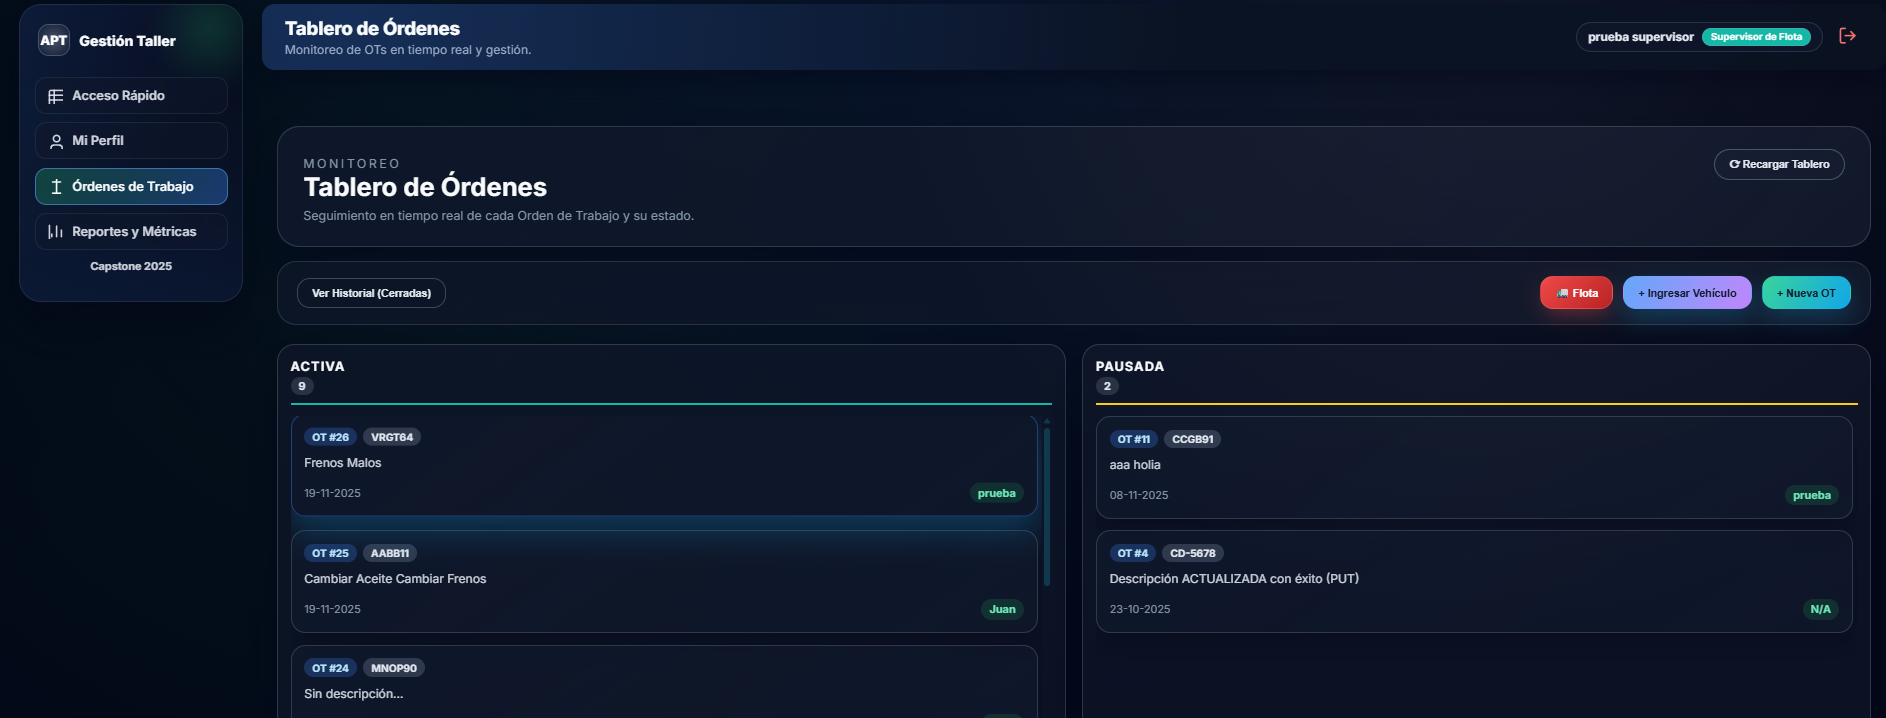 APT Gestión Taller
Acceso Rápido
Mi Perfil
Órdenes de Trabajo
Reportes y Métricas
Capstone 2025
Tablero de Órdenes
Monitoreo de OTs en tiempo real y gestión.
prueba supervisor Supervisor de Flota
MONITOREO
Tablero de Órdenes
Seguimiento en tiempo real de cada Orden de Trabajo y su estado.
Recargar Tablero
Ver Historial (Cerradas)
Flota
+ Ingresar Vehículo
+ Nueva OT
ACTIVA
9
OT #26 VRGT64
Frenos Malos
19-11-2025 prueba
OT #25 AABB11
Cambiar Aceite Cambiar Frenos
19-11-2025 Juan
OT #24 MNOP90
Sin descripción...
PAUSADA
2
OT #11 CCGB91
aaa holia
08-11-2025 prueba
OT #4 CD-5678
Descripción ACTUALIZADA con éxito (PUT)
23-10-2025 N/A